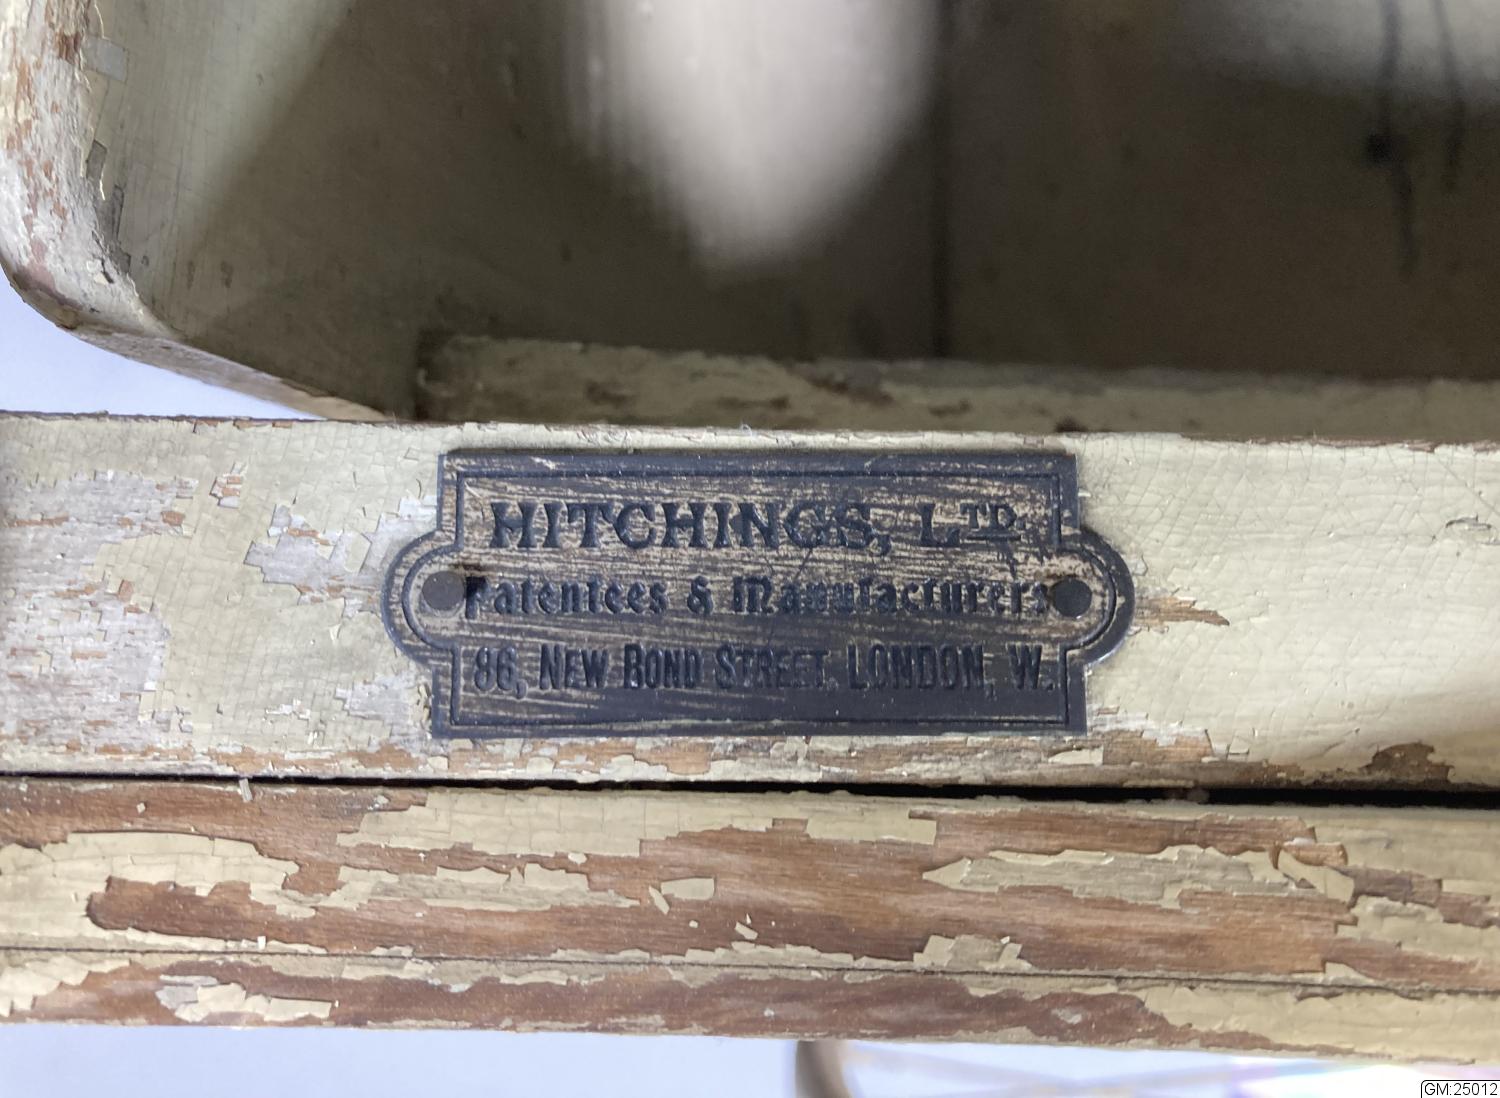 HITCHINGS, LTD.
Patentees & Manufacturers
86, NEW BOND STREET, LONDON, W.
GM:25012